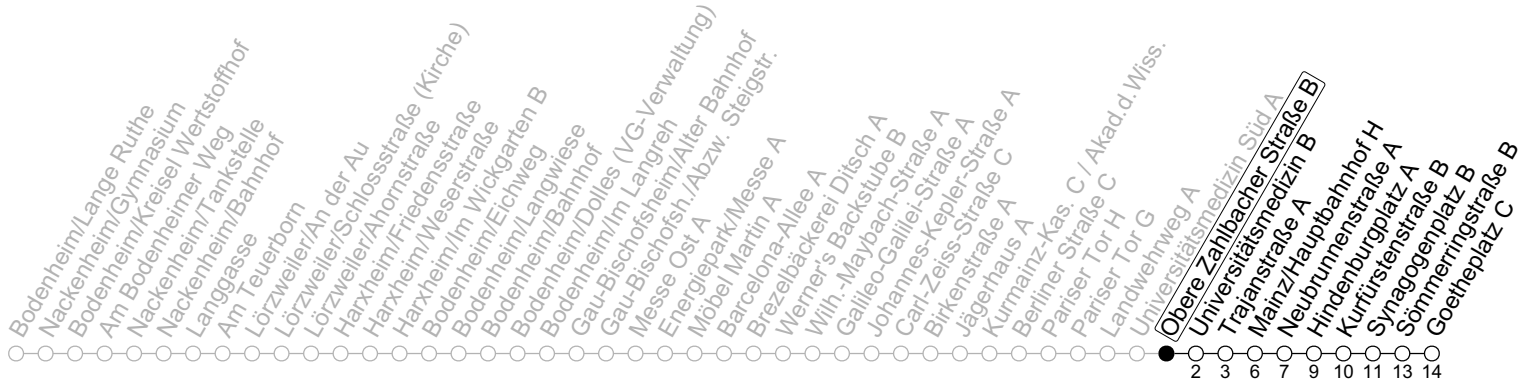 Bodenheim/Lange Ruthe
Nackenheim/Gymnasium
Bodenheim/Kreisel Wertstoffhof
Am Bodenheimer Weg
Nackenheim/Tankstelle
Nackenheim/Bahnhof
Langgasse
Am Teuerborn
Lörzweiler/An der Au
Lörzweiler/Schlossstraße (Kirche)
Lörzweiler/Ahornstraße
Harxheim/Friedensstraße
Harxheim/Weserstraße
Harxheim/Im Wickgarten B
Bodenheim/Eichweg
Bodenheim/Langwiese
Bodenheim/Bahnhof
Bodenheim/Dolles (VG-Verwaltung)
Bodenheim/Im Langreh
Gau-Bischofsheim/Alter Bahnhof
Gau-Bischofsh./Abzw. Steigstr.
Messe Ost A
Energiepark/Messe A
Möbel Martin A
Barcelona-Allee A
Brezelbäckerei Ditsch A
Werner's Backstube B
Wilh.-Maybach-Straße A
Galileo-Galilei-Straße A
Johannes-Kepler-Straße A
Carl-Zeiss-Straße C
Birkenstraße A
Jägerhaus A
Kurmainz-Kas. C / Akad.d.Wiss.
Berliner Straße C
Pariser Tor H
Pariser Tor G
Landwehrweg A
Universitätsmedizin Süd A
Obere Zahlbacher Straße B
Universitätsmedizin B
Trajanstraße A
Mainz/Hauptbahnhof H
Neubrunnenstraße A
Hindenburgplatz A
Kurfürstenstraße B
Synagogenplatz B
Sömmerringstraße B
Goetheplatz C
2 3 6 7 9 10 11 13 14